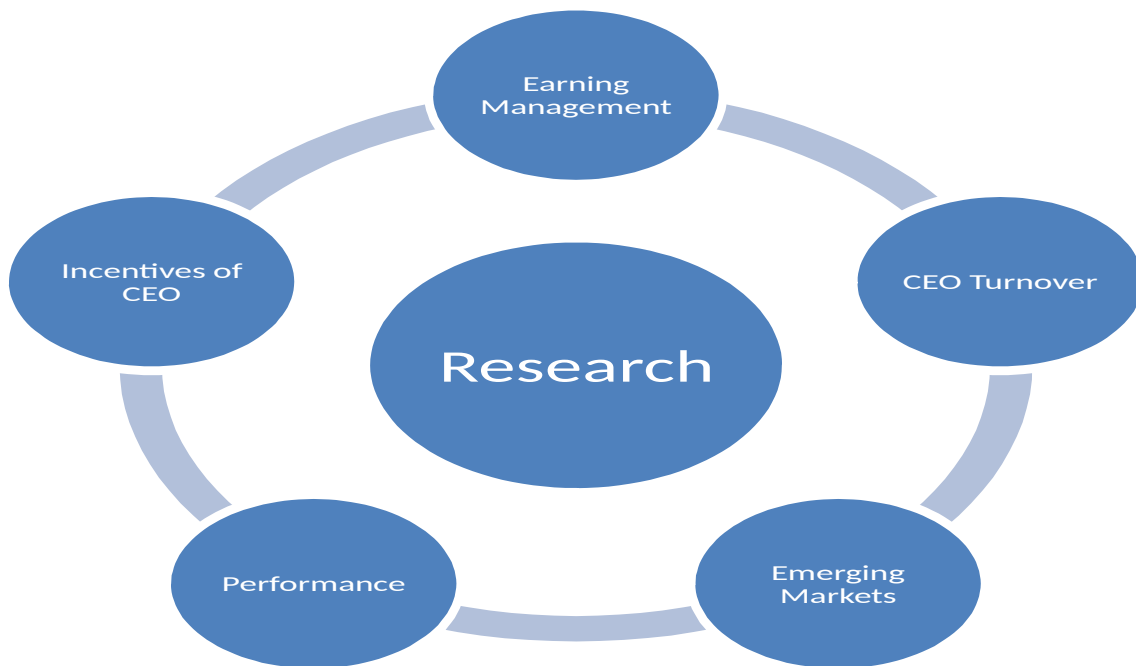 Earning
Management
Incentives of
CEO
CEO Turnover
Research
Performance
Emerging
Markets